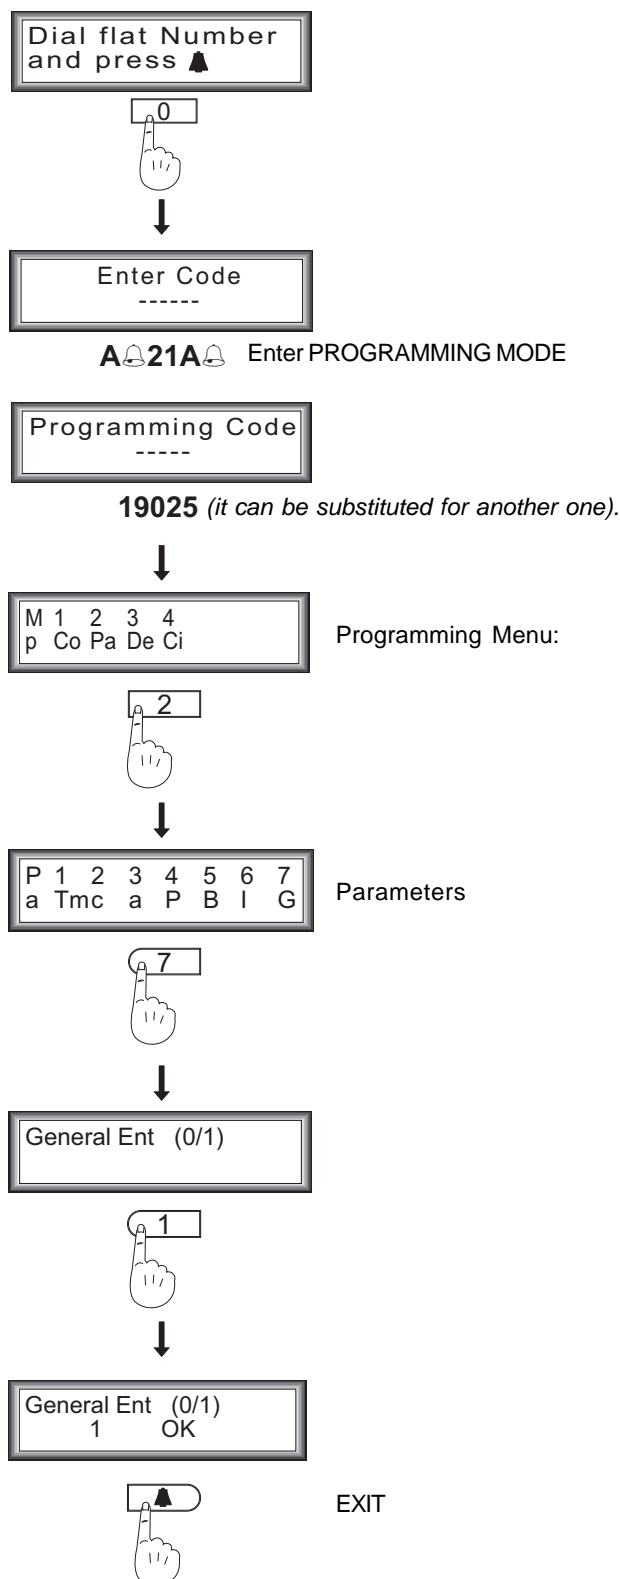 Dial flat Number
and press 🔔
0
Enter Code
------
A🔔21A🔔 Enter PROGRAMMING MODE
Programming Code
-----
19025 (it can be substituted for another one).
M 1 2 3 4
p Co Pa De Ci
Programming Menu:
2
P 1 2 3 4 5 6 7
a Tmc a P B I G
Parameters
7
General Ent (0/1)
1
General Ent (0/1)
1 OK
🔔
EXIT